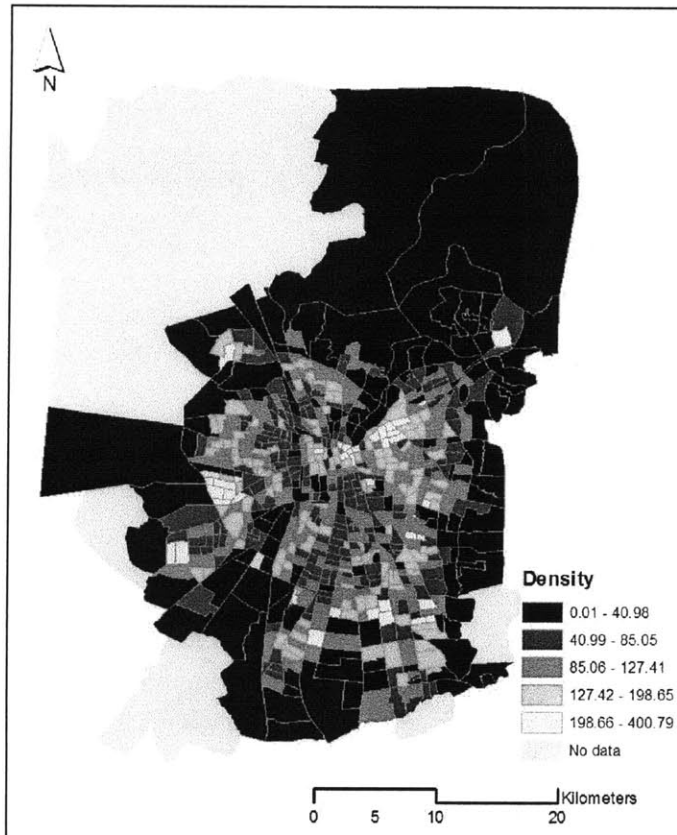 N
Density
0.01 - 40.98
40.99 - 85.05
85.06 - 127.41
127.42 - 198.65
198.66 - 400.79
No data
Kilometers
0 5 10 20